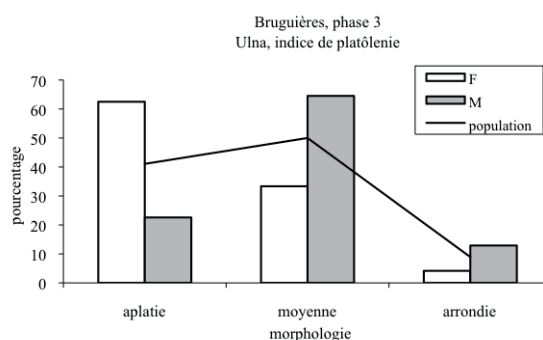 Bruguières, phase 3
Ulna, indice de platôlenie
F
M
population
pourcentage
70
60
50
40
30
20
10
0
aplatie moyenne arrondie
morphologie